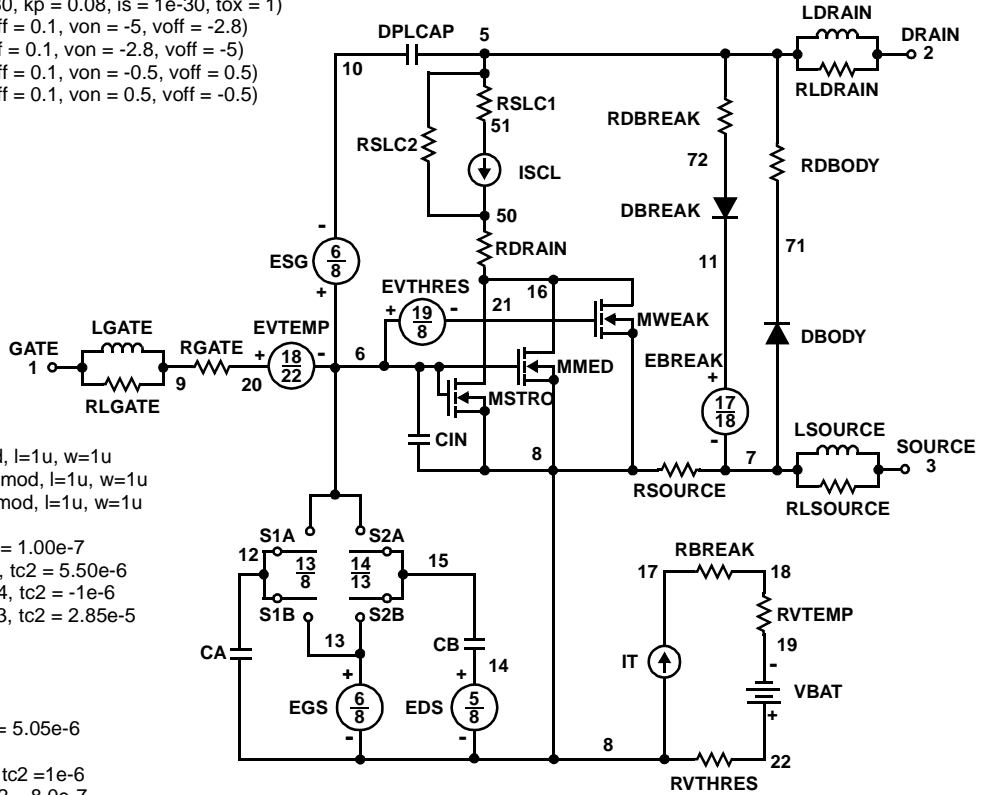 30, kp = 0.08, is = 1e-30, tox = 1)
ff = 0.1, von = -5, voff = -2.8)
f = 0.1, von = -2.8, voff = -5)
ff = 0.1, von = -0.5, voff = 0.5)
ff = 0.1, von = 0.5, voff = -0.5)
LDRAIN
DPLCAP
5
DRAIN
2
10
RLDRAIN
RSLC1
51
RDBREAK
RSLC2
72
RDBODY
ISCL
DBREAK
50
RDRAIN
71
ESG
6
8
11
EVTHRES
16
21
19
8
MWEAK
LGATE
EVTEMP
GATE
1
RGATE
18
22
6
MMED
EBREAK
DBODY
9
20
MSTRO
RLGATE
17
18
LSOURCE
CIN
8
7
SOURCE
3
RSOURCE
RLSOURCE
d, l=1u, w=1u
mod, l=1u, w=1u
mod, l=1u, w=1u
= 1.00e-7
, tc2 = 5.50e-6
4, tc2 = -1e-6
3, tc2 = 2.85e-5
S1A
S2A
12
13
8
14
13
15
S1B
S2B
13
CA
CB
14
EGS
6
8
EDS
5
8
RBREAK
17
18
RVTEMP
19
IT
VBAT
8
22
RVTHRES
= 5.05e-6
tc2 =1e-6